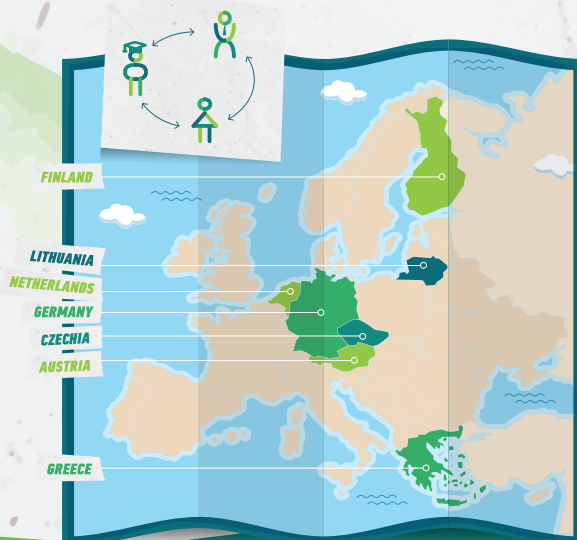 FINLAND
LITHUANIA
NETHERLANDS
GERMANY
CZECHIA
AUSTRIA
GREECE